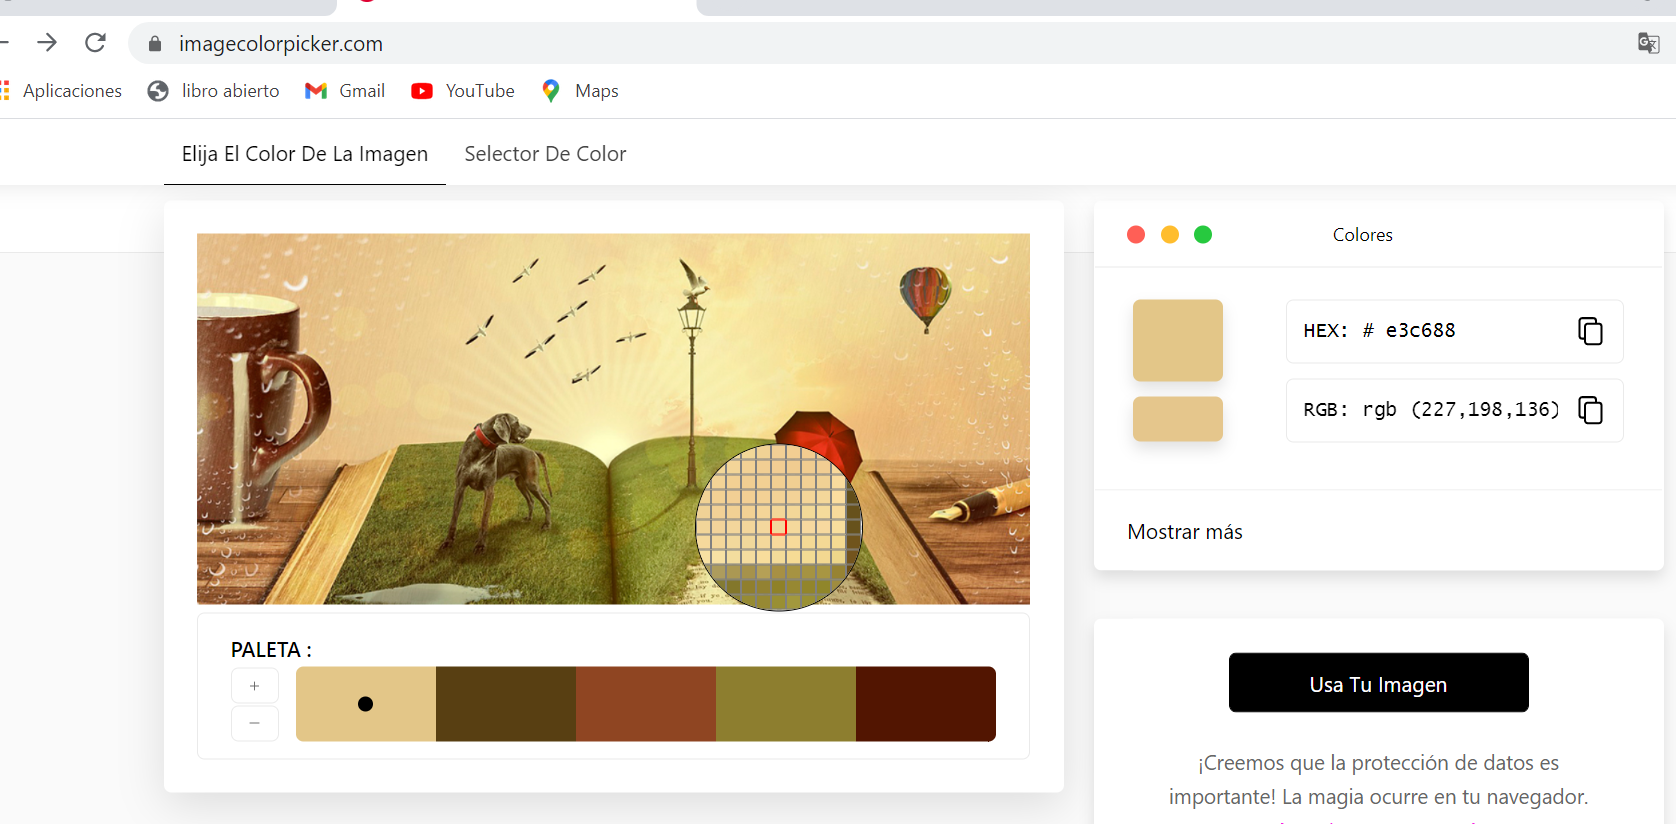 imagecolorpicker.com
Aplicaciones libro abierto Gmail YouTube Maps
Elija El Color De La Imagen Selector De Color
Colores
HEX: # e3c688
RGB: rgb (227,198,136)
Mostrar más
PALETA :
+
−
Usa Tu Imagen
¡Creemos que la protección de datos es
importante! La magia ocurre en tu navegador.